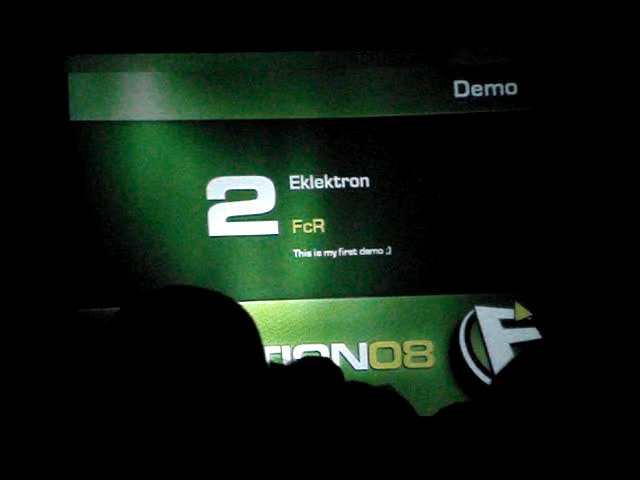 Demo
2
Eklektron
FcR
This is my first demo ;)
TION08